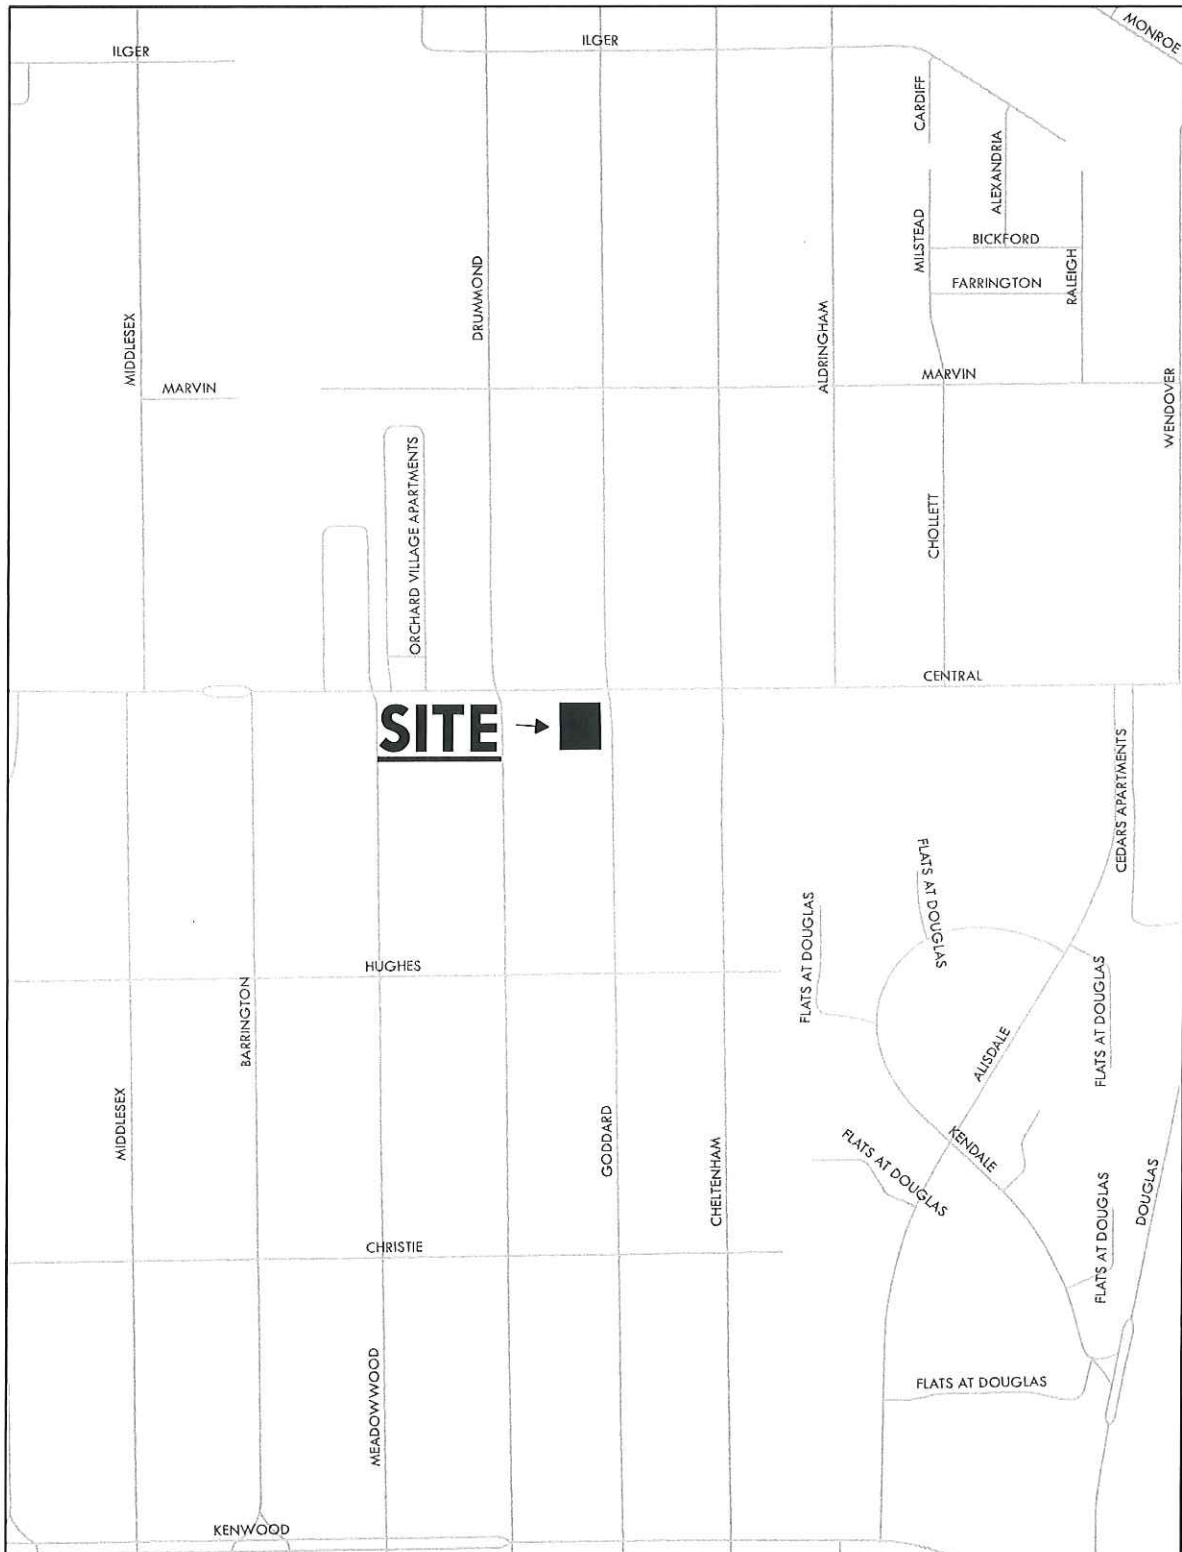 MONROE
ILGER
ILGER
CARDIFF
ALEXANDRIA
MILSTEAD
BICKFORD
RALEIGH
FARRINGTON
DRUMMOND
MIDDLESEX
ALDRINGHAM
MARVIN
MARVIN
WENDOVER
ORCHARD VILLAGE APARTMENTS
CHOLLETT
CENTRAL
SITE
CEDARS APARTMENTS
FLATS AT DOUGLAS
FLATS AT DOUGLAS
HUGHES
BARRINGTON
FLATS AT DOUGLAS
ALISDALE
MIDDLESEX
GODDARD
CHELTENHAM
KENDALE
FLATS AT DOUGLAS
DOUGLAS
FLATS AT DOUGLAS
CHRISTIE
MEADOWWOOD
FLATS AT DOUGLAS
KENWOOD